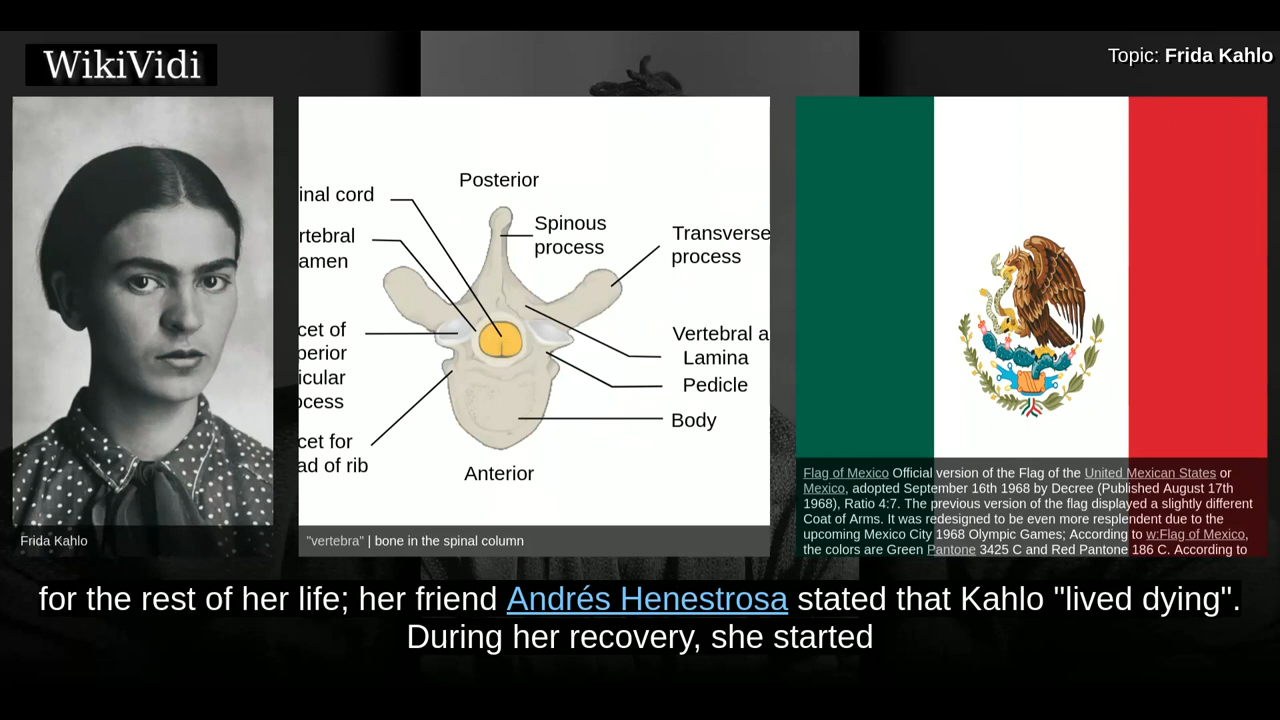 WikiVidi
Topic: Frida Kahlo
Frida Kahlo
Posterior
inal cord
Spinous
process
rtebral
amen
Transverse
process
cet of
perior
icular
ocess
Vertebral a
Lamina
Pedicle
cet for
ad of rib
Body
Anterior
"vertebra" | bone in the spinal column
Flag of Mexico Official version of the Flag of the United Mexican States or
Mexico, adopted September 16th 1968 by Decree (Published August 17th
1968), Ratio 4:7. The previous version of the flag displayed a slightly different
Coat of Arms. It was redesigned to be even more resplendent due to the
upcoming Mexico City 1968 Olympic Games; According to w:Flag of Mexico,
the colors are Green Pantone 3425 C and Red Pantone 186 C. According to
for the rest of her life; her friend Andrés Henestrosa stated that Kahlo "lived dying".
During her recovery, she started